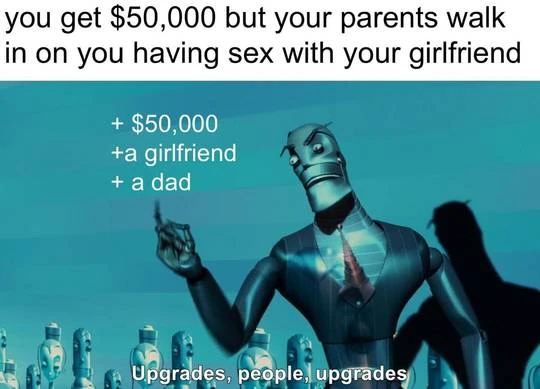 you get $50,000 but your parents walk
in on you having sex with your girlfriend
+ $50,000
+a girlfriend
+ a dad
Upgrades, people, upgrades